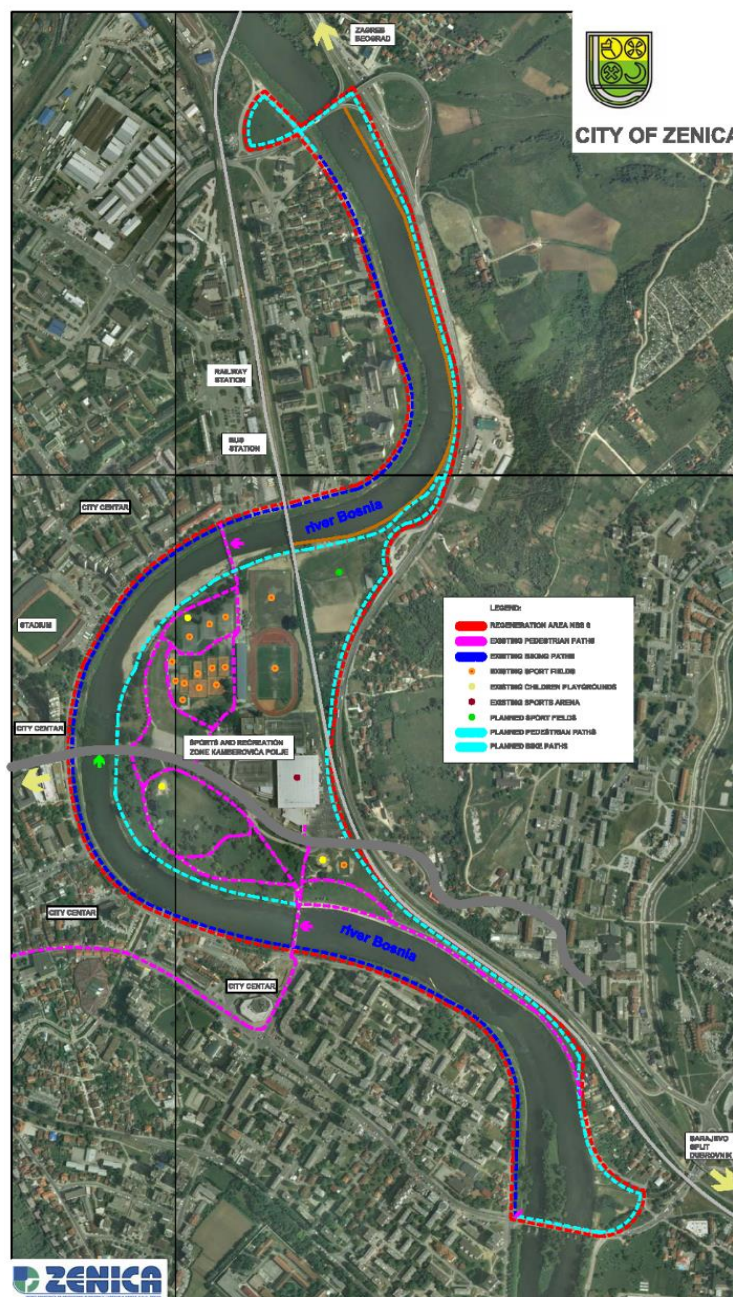 ZAGREB
BEOGRAD
CITY OF ZENICA
RAILWAY
STATION
BUS
STATION
CITY CENTAR
river Bosnia
STADIUM
LEGEND:
REGENERATION AREA NBS 6
EXISTING PEDESTRIAN PATHS
EXISTING BIKING PATHS
EXISTING SPORT FIELDS
EXISTING CHILDREN PLAYGROUNDS
EXISTING SPORTS ARENA
PLANNED SPORT FIELDS
PLANNED PEDESTRIAN PATHS
PLANNED BIKE PATHS
CITY CENTAR
SPORTS AND RECREATION
ZONE KAMBEROVIĆA POLJE
CITY CENTAR
river Bosnia
CITY CENTAR
SARAJEVO
SPLIT
DUBROVNIK
ZENICA